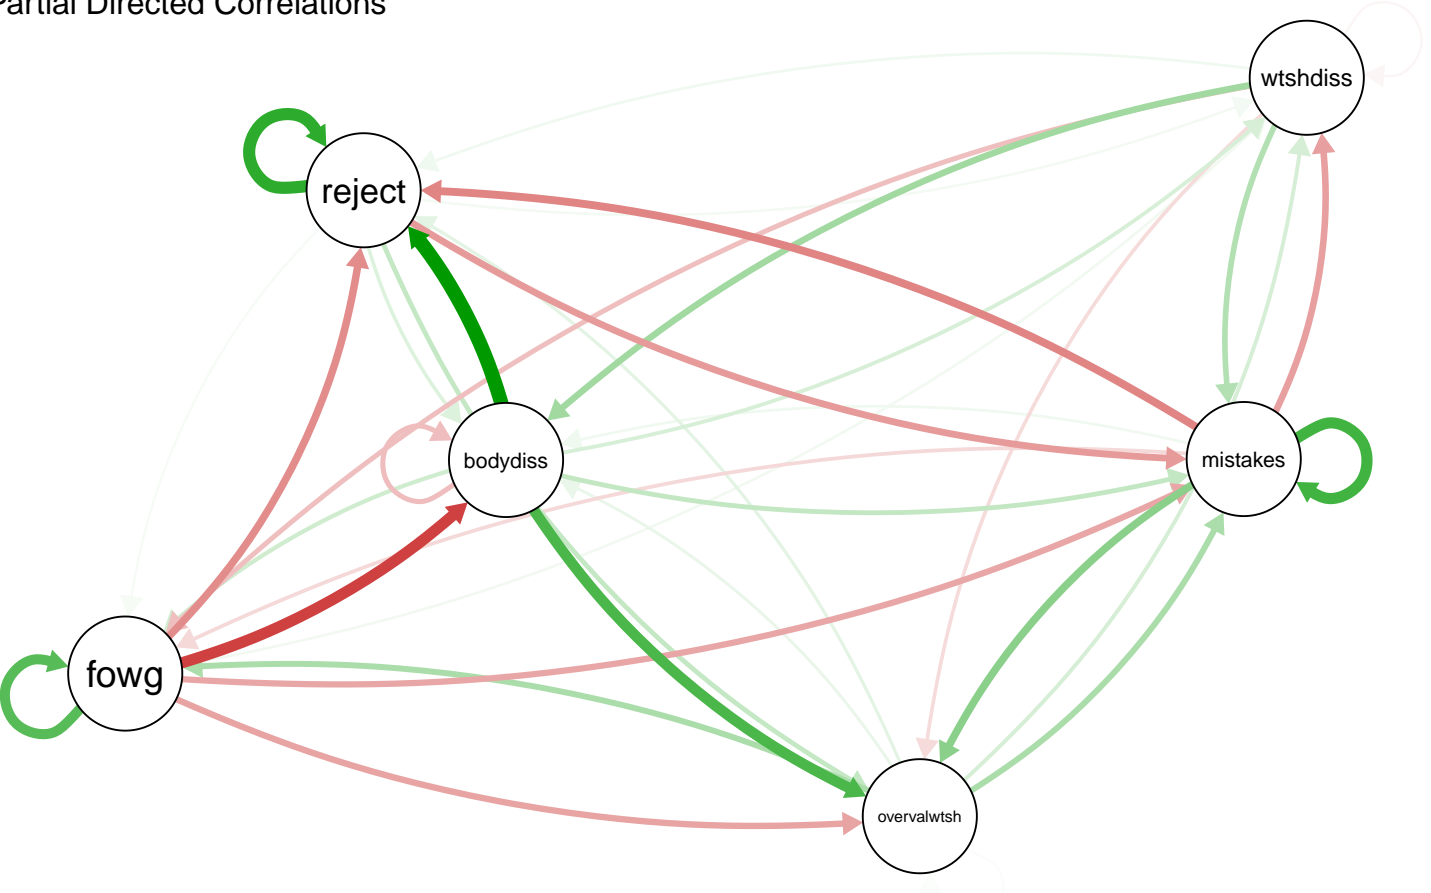 Partial Directed Correlations
wtshdiss
reject
bodydiss
mistakes
fowg
overvalwtsh